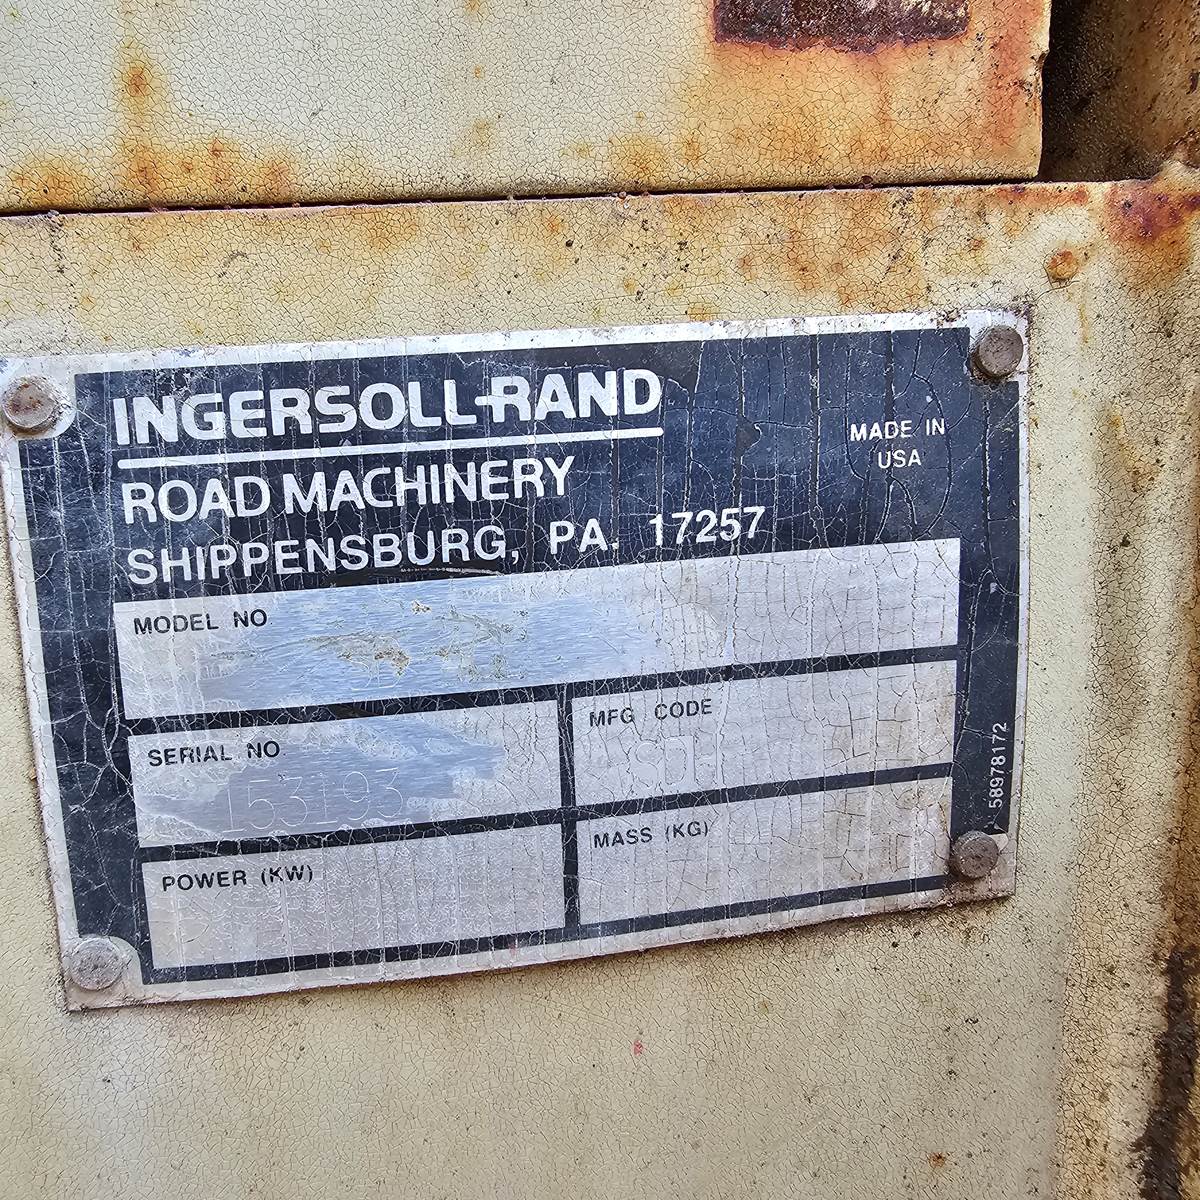 INGERSOLL-RAND
ROAD MACHINERY
SHIPPENSBURG, PA. 17257
MADE IN
USA
MODEL NO
SERIAL NO
153193
MFG CODE
POWER (KW)
MASS (KG)
58978172